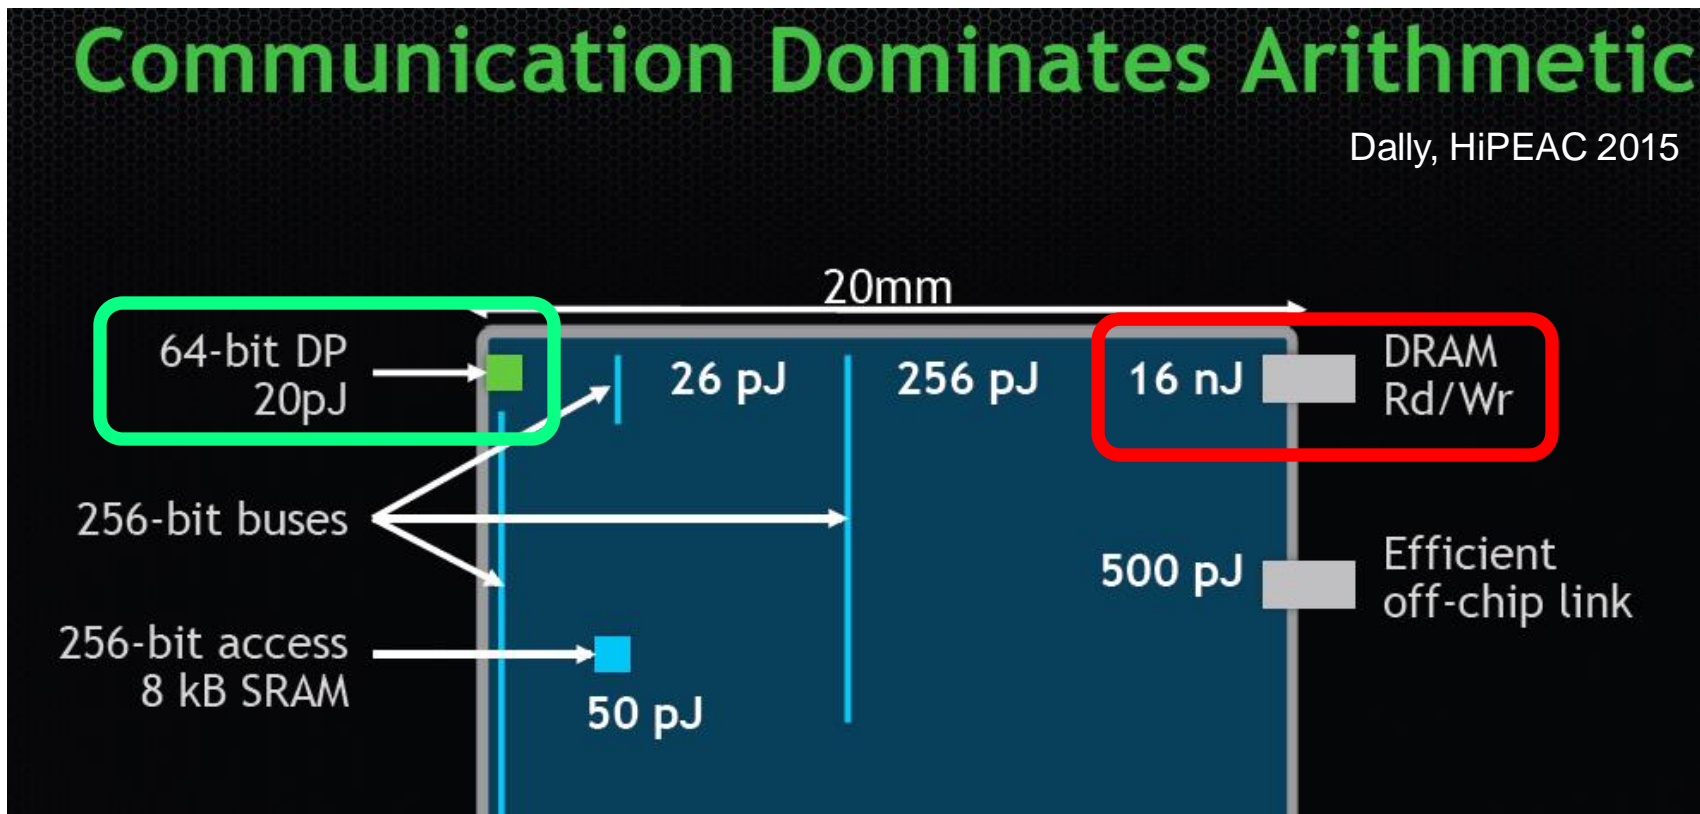 Communication Dominates Arithmetic
Dally, HiPEAC 2015
20mm
64-bit DP
20pJ
26 pJ
256 pJ
16 nJ
DRAM
Rd/Wr
256-bit buses
500 pJ
Efficient
off-chip link
256-bit access
8 kB SRAM
50 pJ